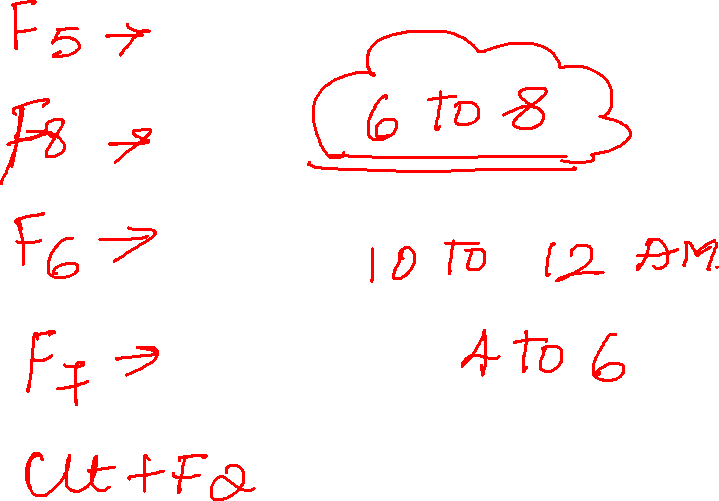 F5 →
F8 →
F6 →
F7 →
Clt + F2
6 TO 8
10 TO 12 AM
4 TO 6